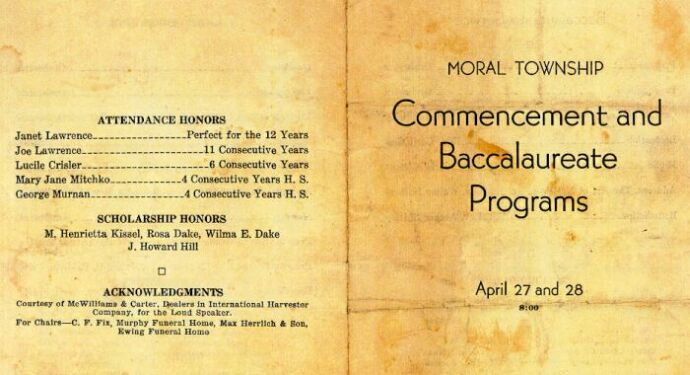 ATTENDANCE HONORS
Janet Lawrence Perfect for the 12 Years
Joe Lawrence 11 Consecutive Years
Lucile Crisler 6 Consecutive Years
Mary Jane Mitchko 4 Consecutive Years H. S.
George Murnan 4 Consecutive Years H. S.
SCHOLARSHIP HONORS
M. Henrietta Kissel, Rosa Dake, Wilma E. Dake
J. Howard Hill
ACKNOWLEDGMENTS
Courtesy of McWilliams & Carter, Dealers in International Harvester
Company, for the Loud Speaker.
For Chairs—C. F. Fix, Murphy Funeral Home, Max Herrlich & Son,
Ewing Funeral Home
MORAL TOWNSHIP
Commencement and
Baccalaureate
Programs
April 27 and 28
8:00